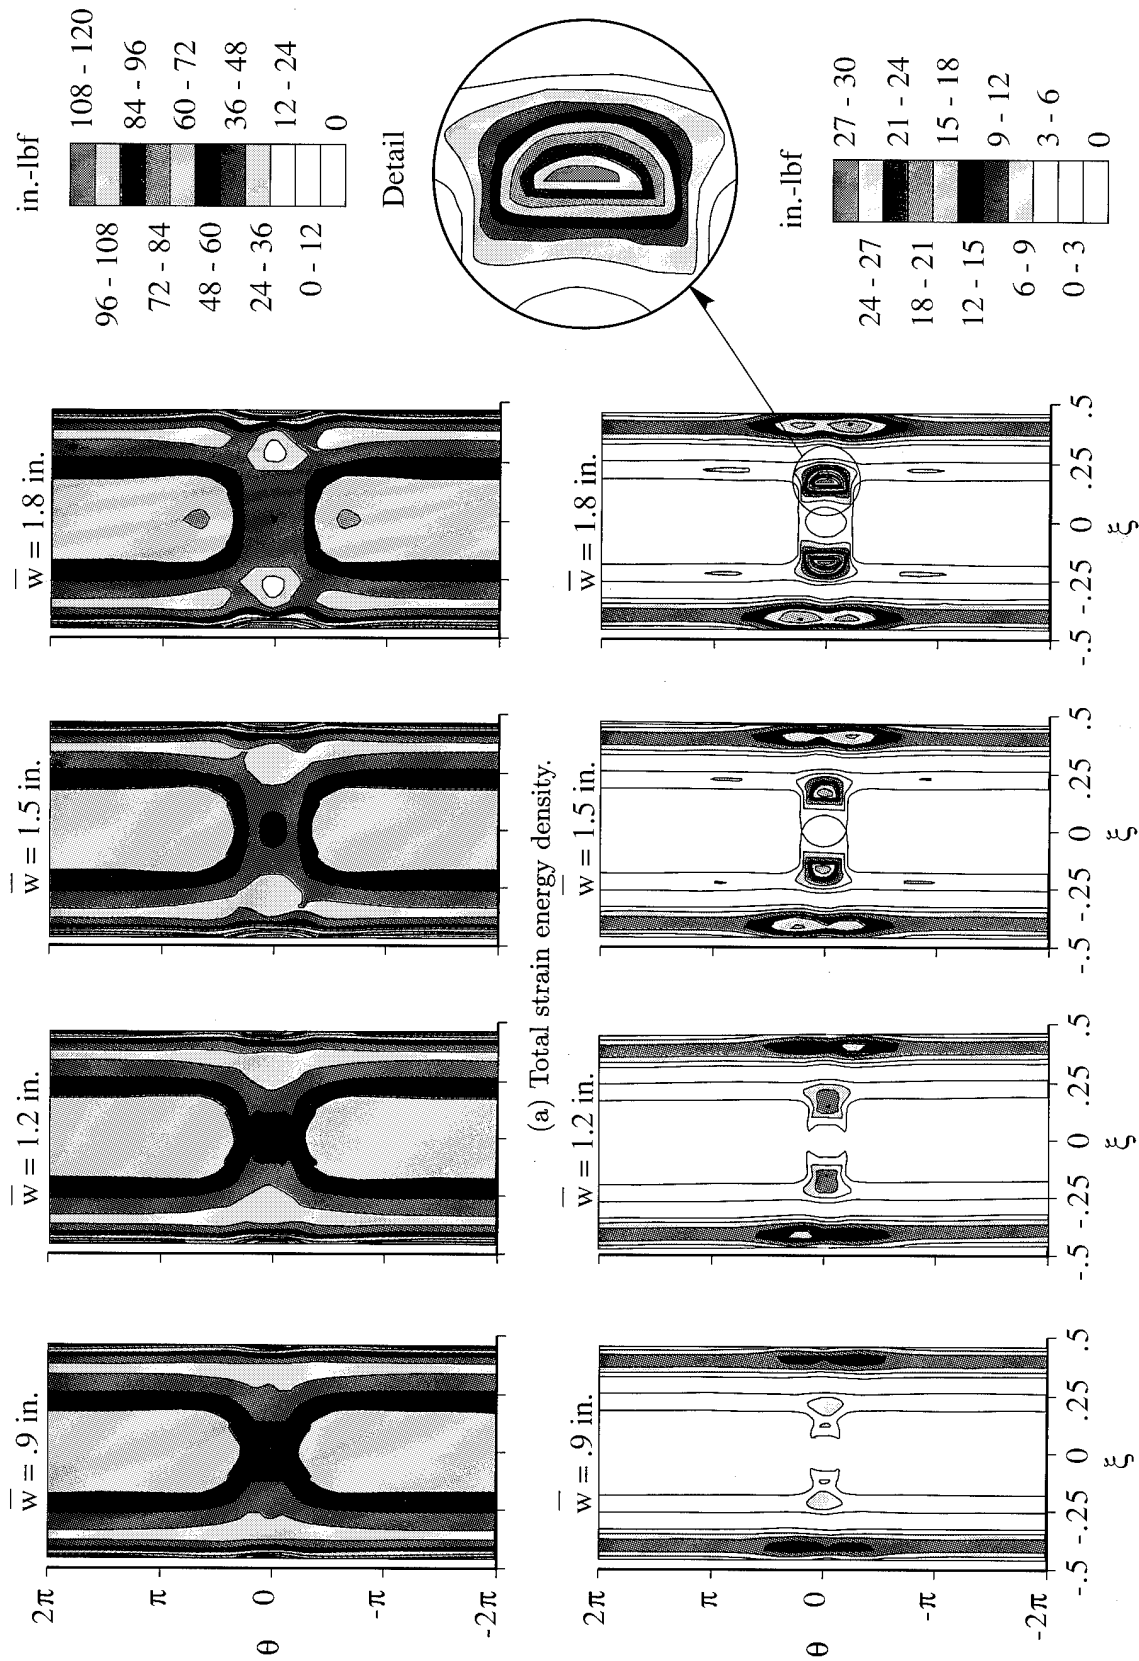 w̅ = .9 in.
w̅ = 1.2 in.
w̅ = 1.5 in.
w̅ = 1.8 in.
in.-lbf
108 - 120
96 - 108
84 - 96
72 - 84
60 - 72
48 - 60
36 - 48
24 - 36
12 - 24
0 - 12
0
2π
π
0
-π
-2π
θ
(a) Total strain energy density.
Detail
w̅ = .9 in.
w̅ = 1.2 in.
w̅ = 1.5 in.
w̅ = 1.8 in.
in.-lbf
27 - 30
24 - 27
21 - 24
18 - 21
15 - 18
12 - 15
9 - 12
6 - 9
3 - 6
0 - 3
0
2π
π
0
-π
-2π
θ
-.5 -.25 0 .25 .5
-.5 -.25 0 .25 .5
-.5 -.25 0 .25 .5
-.5 -.25 0 .25 .5
ξ
ξ
ξ
ξ